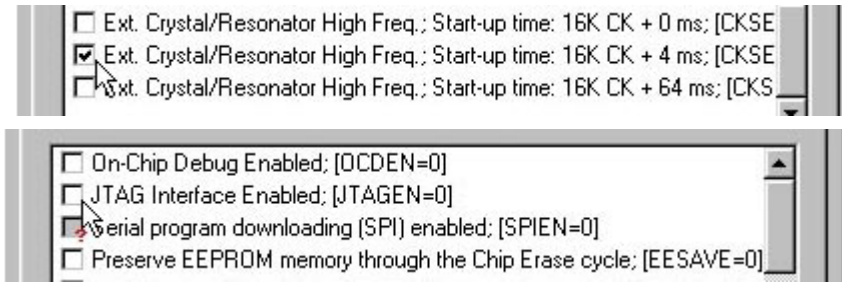 Ext. Crystal/Resonator High Freq.; Start-up time: 16K CK + 0 ms; [CKSE
Ext. Crystal/Resonator High Freq.; Start-up time: 16K CK + 4 ms; [CKSE
Ext. Crystal/Resonator High Freq.; Start-up time: 16K CK + 64 ms; [CKS
On-Chip Debug Enabled; [OCDEN=0]
JTAG Interface Enabled; [JTAGEN=0]
Serial program downloading (SPI) enabled; [SPIEN=0]
Preserve EEPROM memory through the Chip Erase cycle; [EESAVE=0]